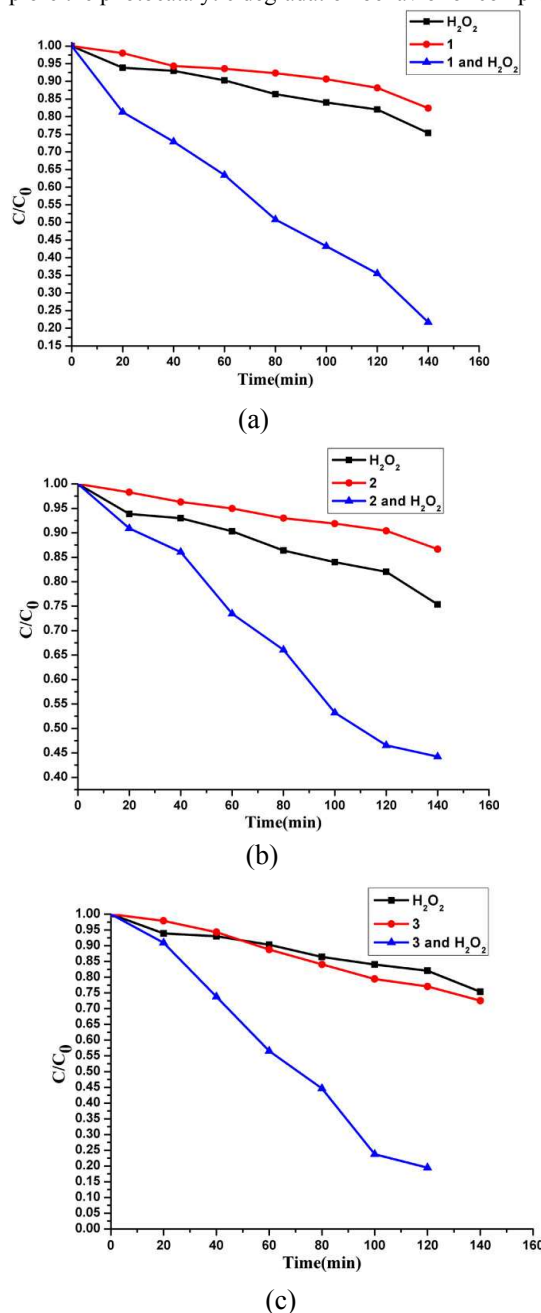 the photocatalytic degradation behavior of
H₂O₂
1
1 and H₂O₂
1.00
0.95
0.90
0.85
0.80
0.75
0.70
0.65
0.60
0.55
0.50
0.45
0.40
0.35
0.30
0.25
0.20
0.15
C/C₀
0 20 40 60 80 100 120 140 160
Time(min)
(a)
H₂O₂
2
2 and H₂O₂
1.00
0.95
0.90
0.85
0.80
0.75
0.70
0.65
0.60
0.55
0.50
0.45
0.40
C/C₀
0 20 40 60 80 100 120 140 160
Time(min)
(b)
H₂O₂
3
3 and H₂O₂
1.00
0.95
0.90
0.85
0.80
0.75
0.70
0.65
0.60
0.55
0.50
0.45
0.40
0.35
0.30
0.25
0.20
0.15
0.10
0.05
0.00
C/C₀
0 20 40 60 80 100 120 140 160
Time(min)
(c)